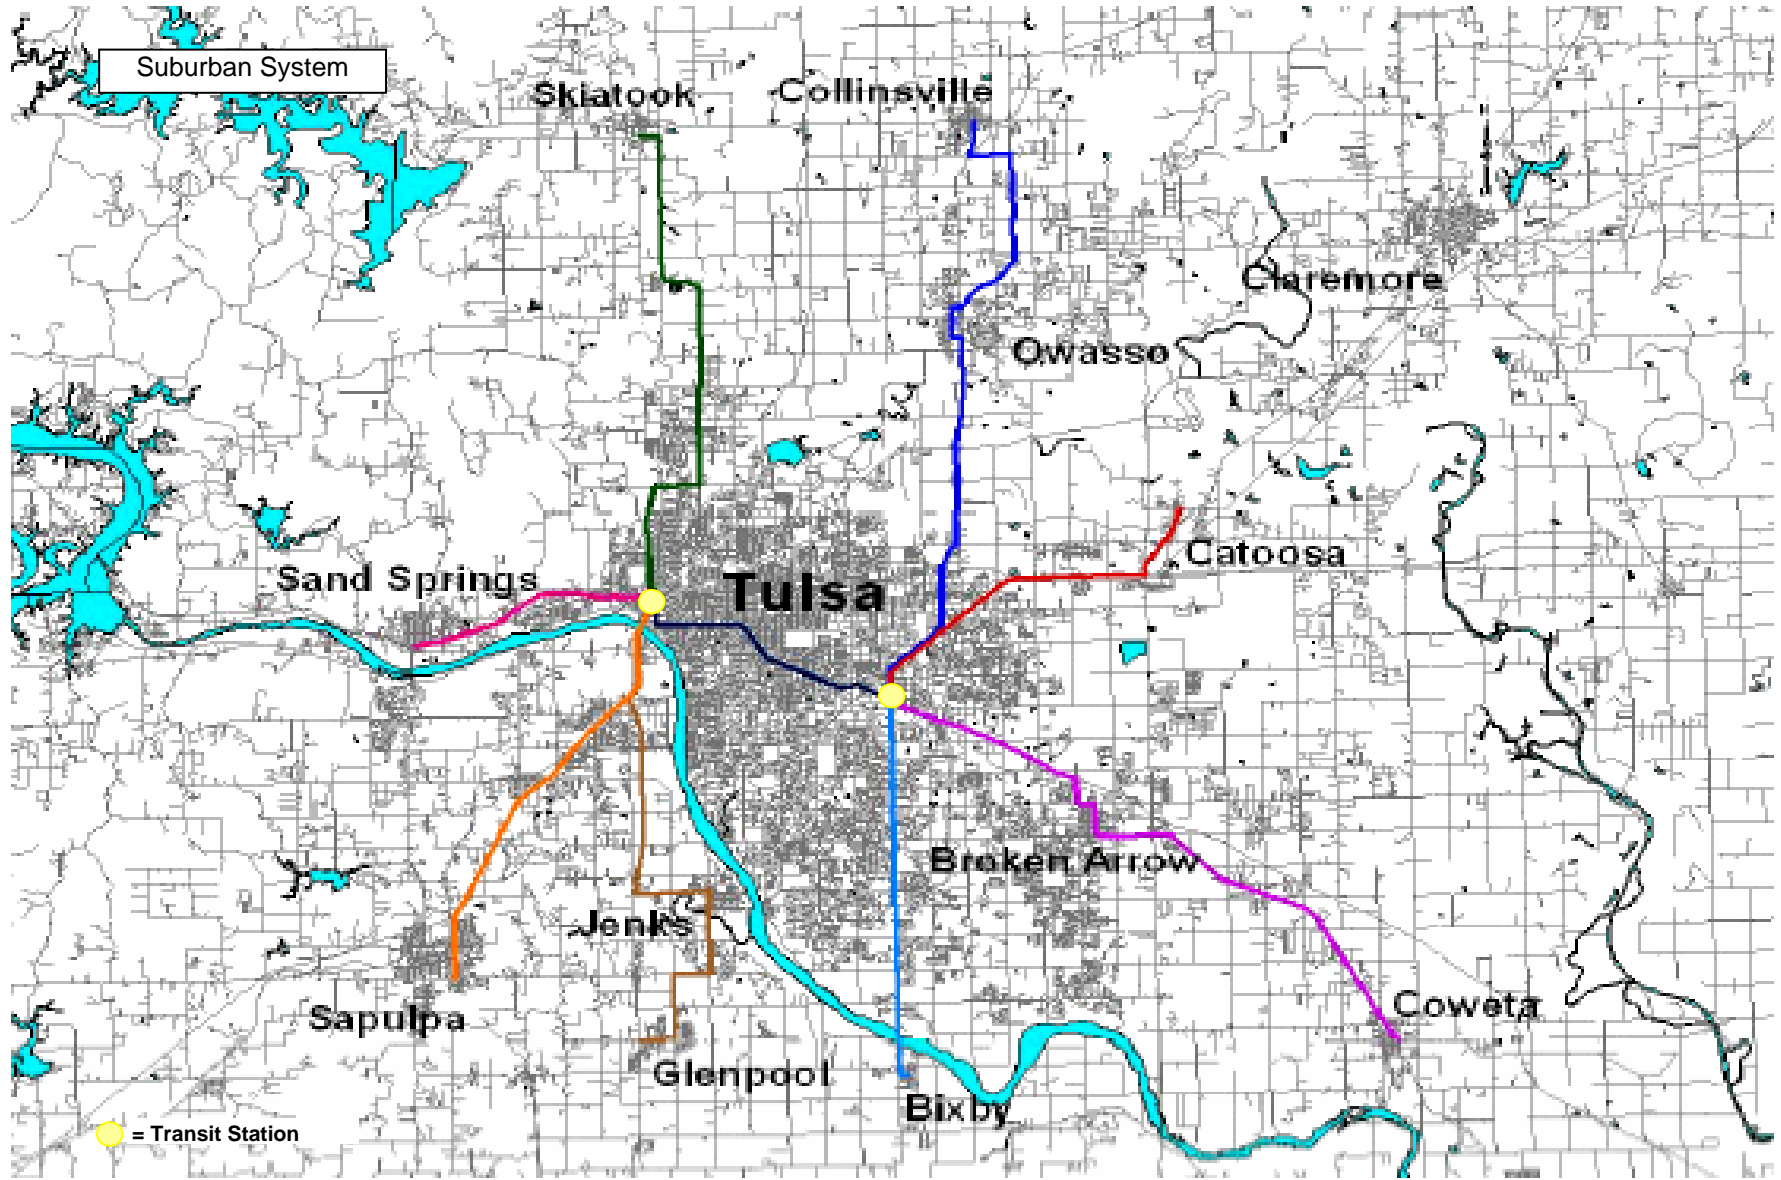 Suburban System
Skiatook
Collinsville
Claremore
Owasso
Catoosa
Sand Springs
Tulsa
Broken Arrow
Jenks
Coweta
Sapulpa
Glenpool
Bixby
= Transit Station